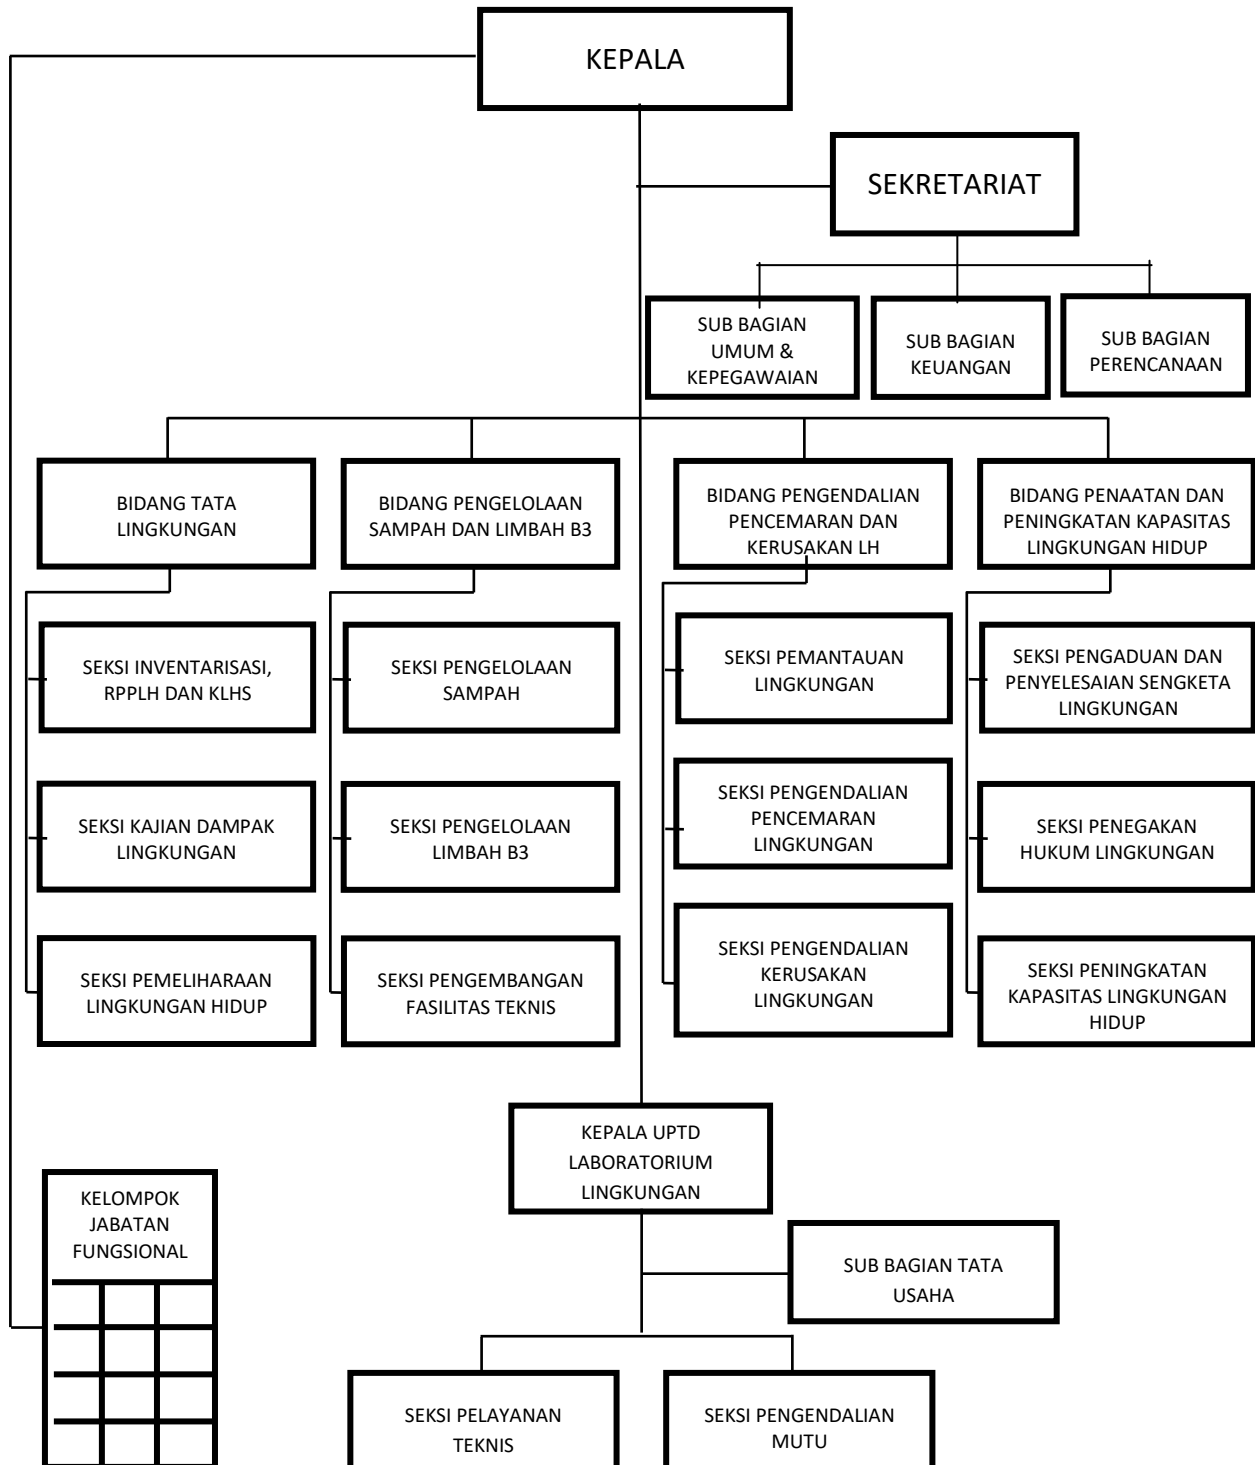 KEPALA
SEKRETARIAT
SUB BAGIAN
UMUM &
KEPEGAWAIAN
SUB BAGIAN
KEUANGAN
SUB BAGIAN
PERENCANAAN
BIDANG TATA
LINGKUNGAN
BIDANG PENGELOLAAN
SAMPAH DAN LIMBAH B3
BIDANG PENGENDALIAN
PENCEMARAN DAN
KERUSAKAN LH
BIDANG PENAATAN DAN
PENINGKATAN KAPASITAS
LINGKUNGAN HIDUP
SEKSI INVENTARISASI,
RPPLH DAN KLHS
SEKSI PENGELOLAAN
SAMPAH
SEKSI PEMANTAUAN
LINGKUNGAN
SEKSI PENGADUAN DAN
PENYELESAIAN SENGKETA
LINGKUNGAN
SEKSI KAJIAN DAMPAK
LINGKUNGAN
SEKSI PENGELOLAAN
LIMBAH B3
SEKSI PENGENDALIAN
PENCEMARAN
LINGKUNGAN
SEKSI PENEGAKAN
HUKUM LINGKUNGAN
SEKSI PEMELIHARAAN
LINGKUNGAN HIDUP
SEKSI PENGEMBANGAN
FASILITAS TEKNIS
SEKSI PENGENDALIAN
KERUSAKAN
LINGKUNGAN
SEKSI PENINGKATAN
KAPASITAS LINGKUNGAN
HIDUP
KEPALA UPTD
LABORATORIUM
LINGKUNGAN
KELOMPOK
JABATAN
FUNGSIONAL
SUB BAGIAN TATA
USAHA
SEKSI PELAYANAN
TEKNIS
SEKSI PENGENDALIAN
MUTU